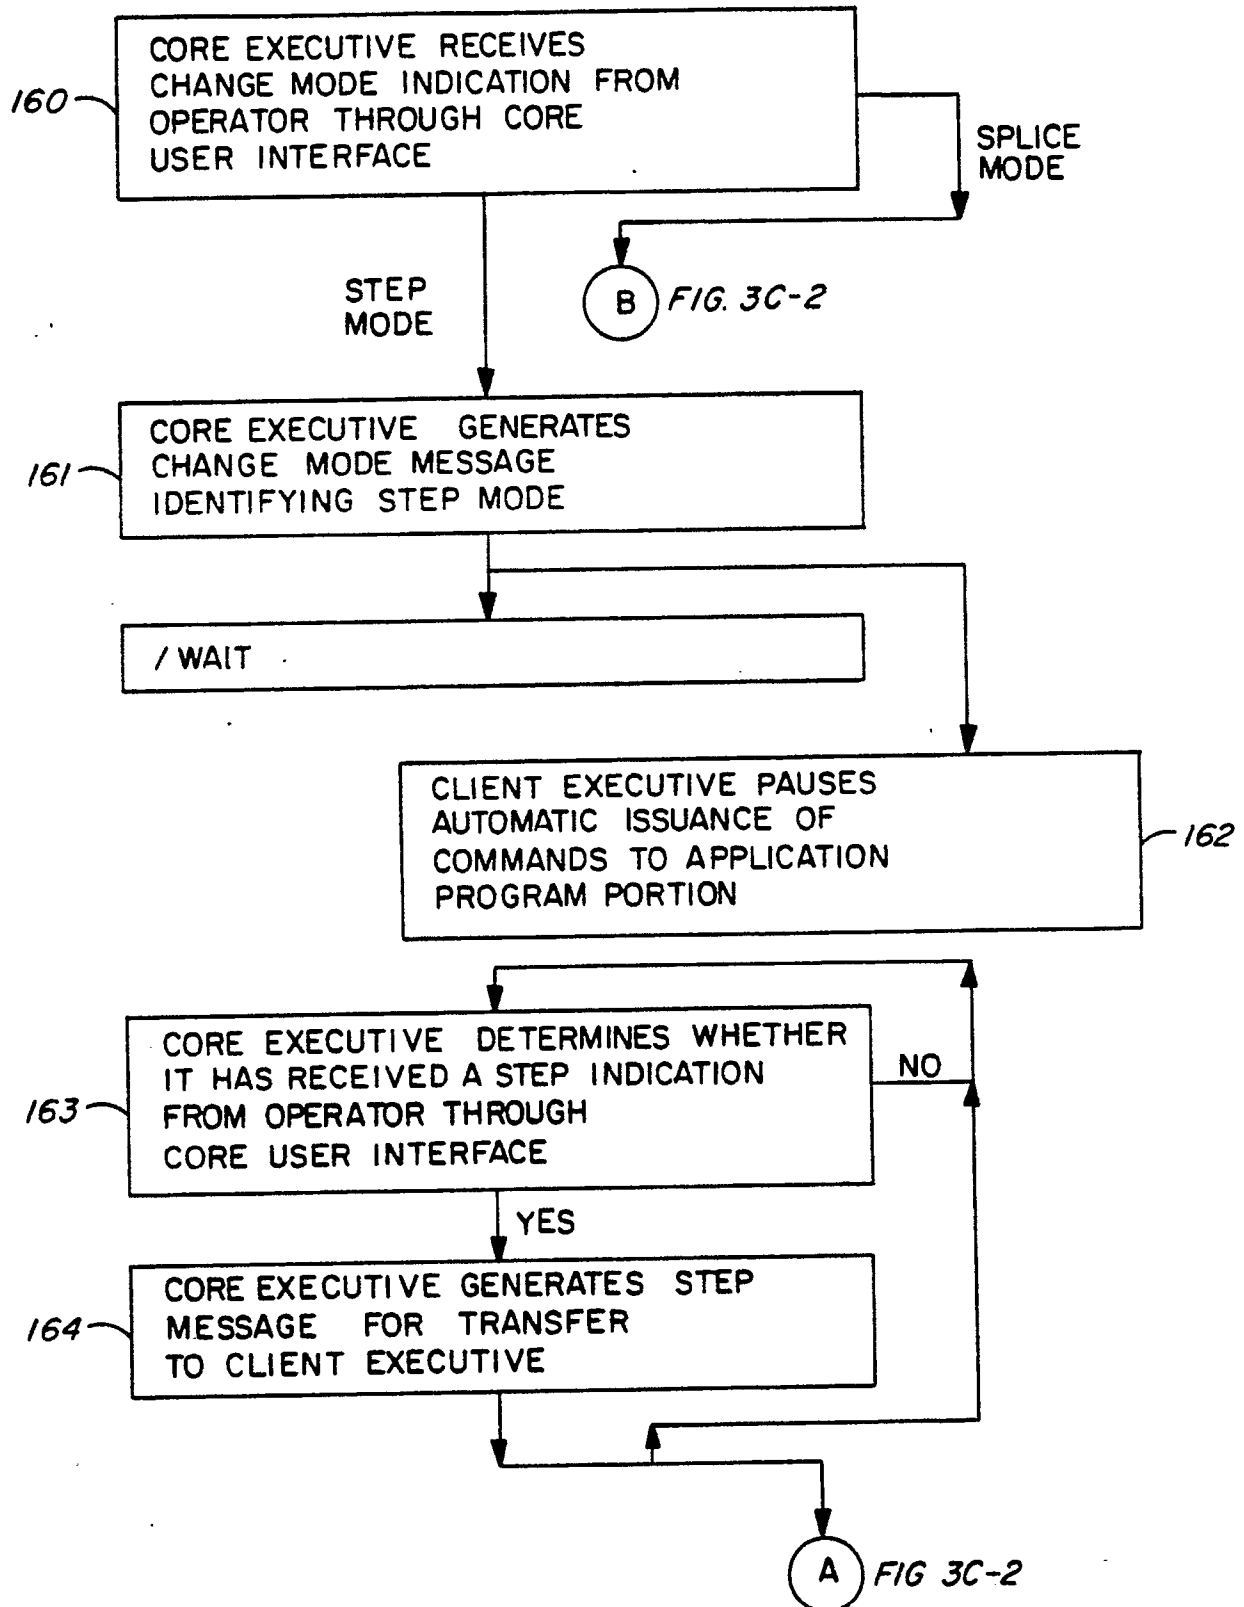 CORE EXECUTIVE RECEIVES
CHANGE MODE INDICATION FROM
OPERATOR THROUGH CORE
USER INTERFACE
160
SPLICE
MODE
STEP
MODE
B FIG. 3C-2
CORE EXECUTIVE GENERATES
CHANGE MODE MESSAGE
IDENTIFYING STEP MODE
161
/ WAIT
CLIENT EXECUTIVE PAUSES
AUTOMATIC ISSUANCE OF
COMMANDS TO APPLICATION
PROGRAM PORTION
162
CORE EXECUTIVE DETERMINES WHETHER
IT HAS RECEIVED A STEP INDICATION
FROM OPERATOR THROUGH
CORE USER INTERFACE
163
NO
YES
CORE EXECUTIVE GENERATES STEP
MESSAGE FOR TRANSFER
TO CLIENT EXECUTIVE
164
A FIG 3C-2